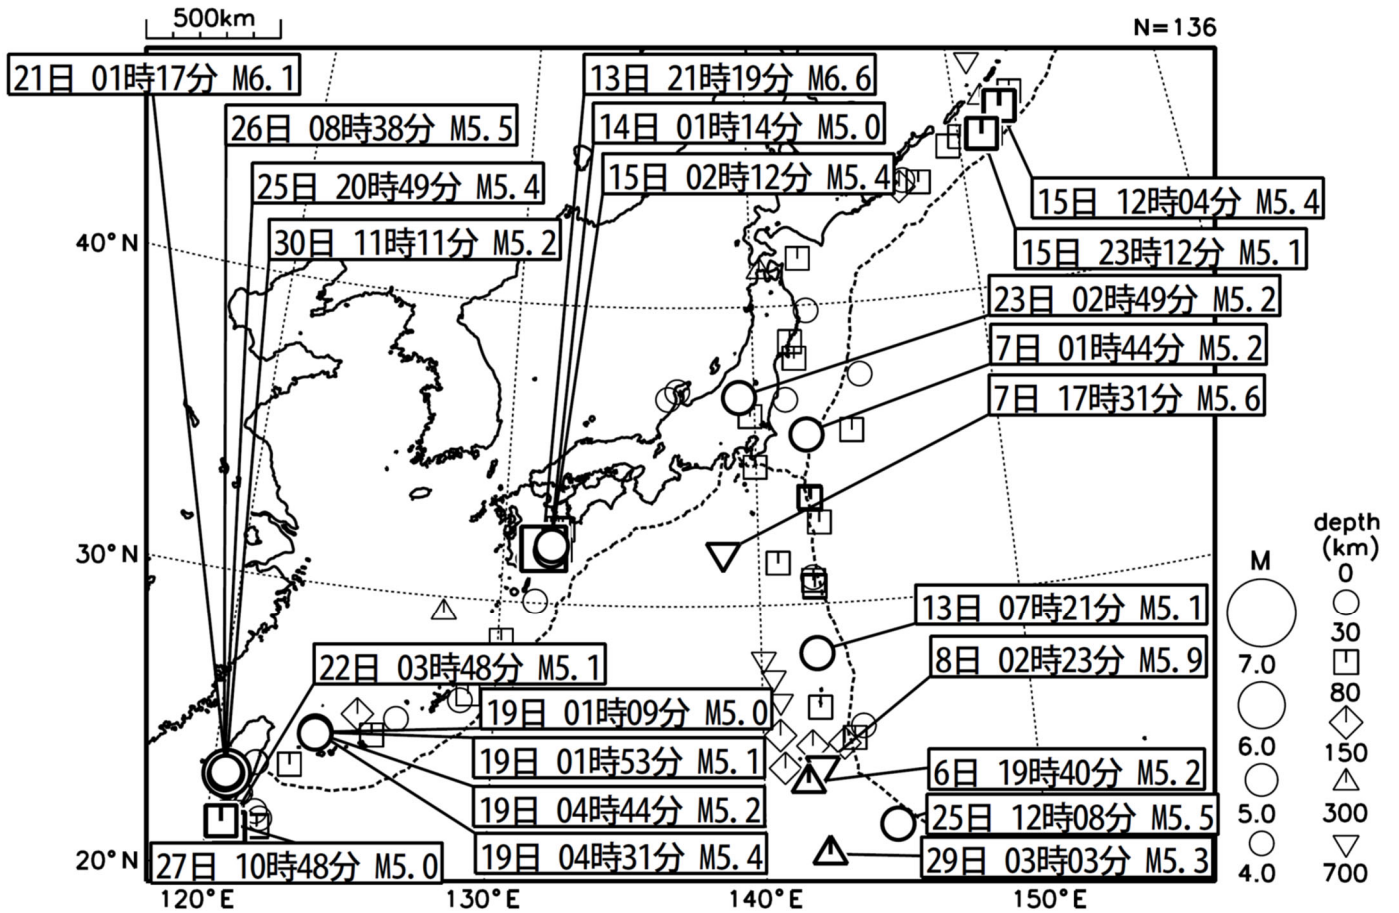 500km
N=136
21日 01時17分 M6.1
13日 21時19分 M6.6
26日 08時38分 M5.5
14日 01時14分 M5.0
25日 20時49分 M5.4
15日 02時12分 M5.4
15日 12時04分 M5.4
30日 11時11分 M5.2
15日 23時12分 M5.1
40°N
23日 02時49分 M5.2
7日 01時44分 M5.2
7日 17時31分 M5.6
30°N
13日 07時21分 M5.1
22日 03時48分 M5.1
8日 02時23分 M5.9
19日 01時09分 M5.0
19日 01時53分 M5.1
6日 19時40分 M5.2
19日 04時44分 M5.2
25日 12時08分 M5.5
19日 04時31分 M5.4
29日 03時03分 M5.3
20°N
27日 10時48分 M5.0
120°E
130°E
140°E
150°E
M
7.0
6.0
5.0
4.0
depth
(km)
0
30
80
150
300
700